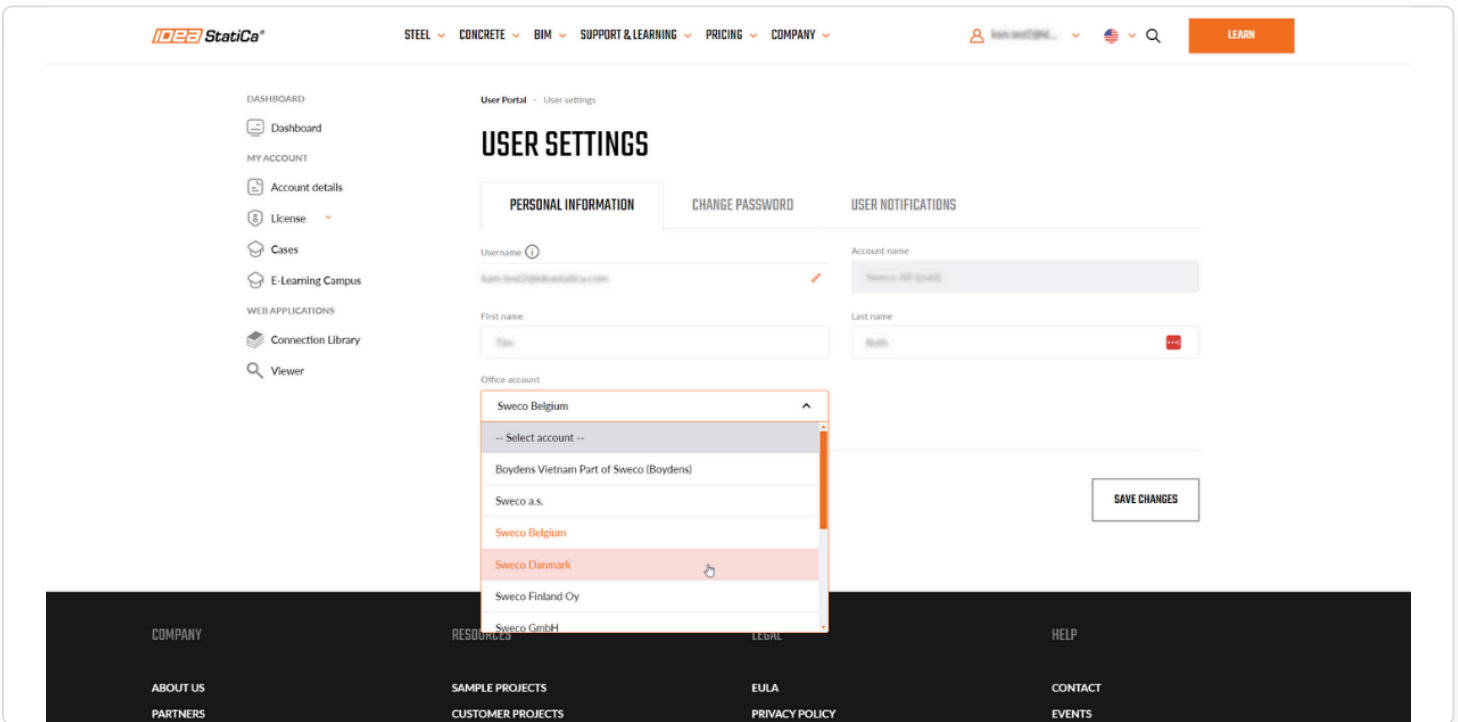 IDEA StatiCa®
STEEL CONCRETE BIM SUPPORT & LEARNING PRICING COMPANY
LEARN
DASHBOARD
Dashboard
MY ACCOUNT
Account details
License
Cases
E-Learning Campus
WEB APPLICATIONS
Connection Library
Viewer
User Portal - User settings
USER SETTINGS
PERSONAL INFORMATION CHANGE PASSWORD USER NOTIFICATIONS
Username
Account name
First name
Last name
Office account
Sweco Belgium
-- Select account --
Boydens Vietnam Part of Sweco (Boydens)
Sweco a.s.
Sweco Belgium
Sweco Danmark
Sweco Finland Oy
Sweco GmbH
SAVE CHANGES
COMPANY RESOURCES LEGAL HELP
ABOUT US SAMPLE PROJECTS EULA CONTACT
PARTNERS CUSTOMER PROJECTS PRIVACY POLICY EVENTS